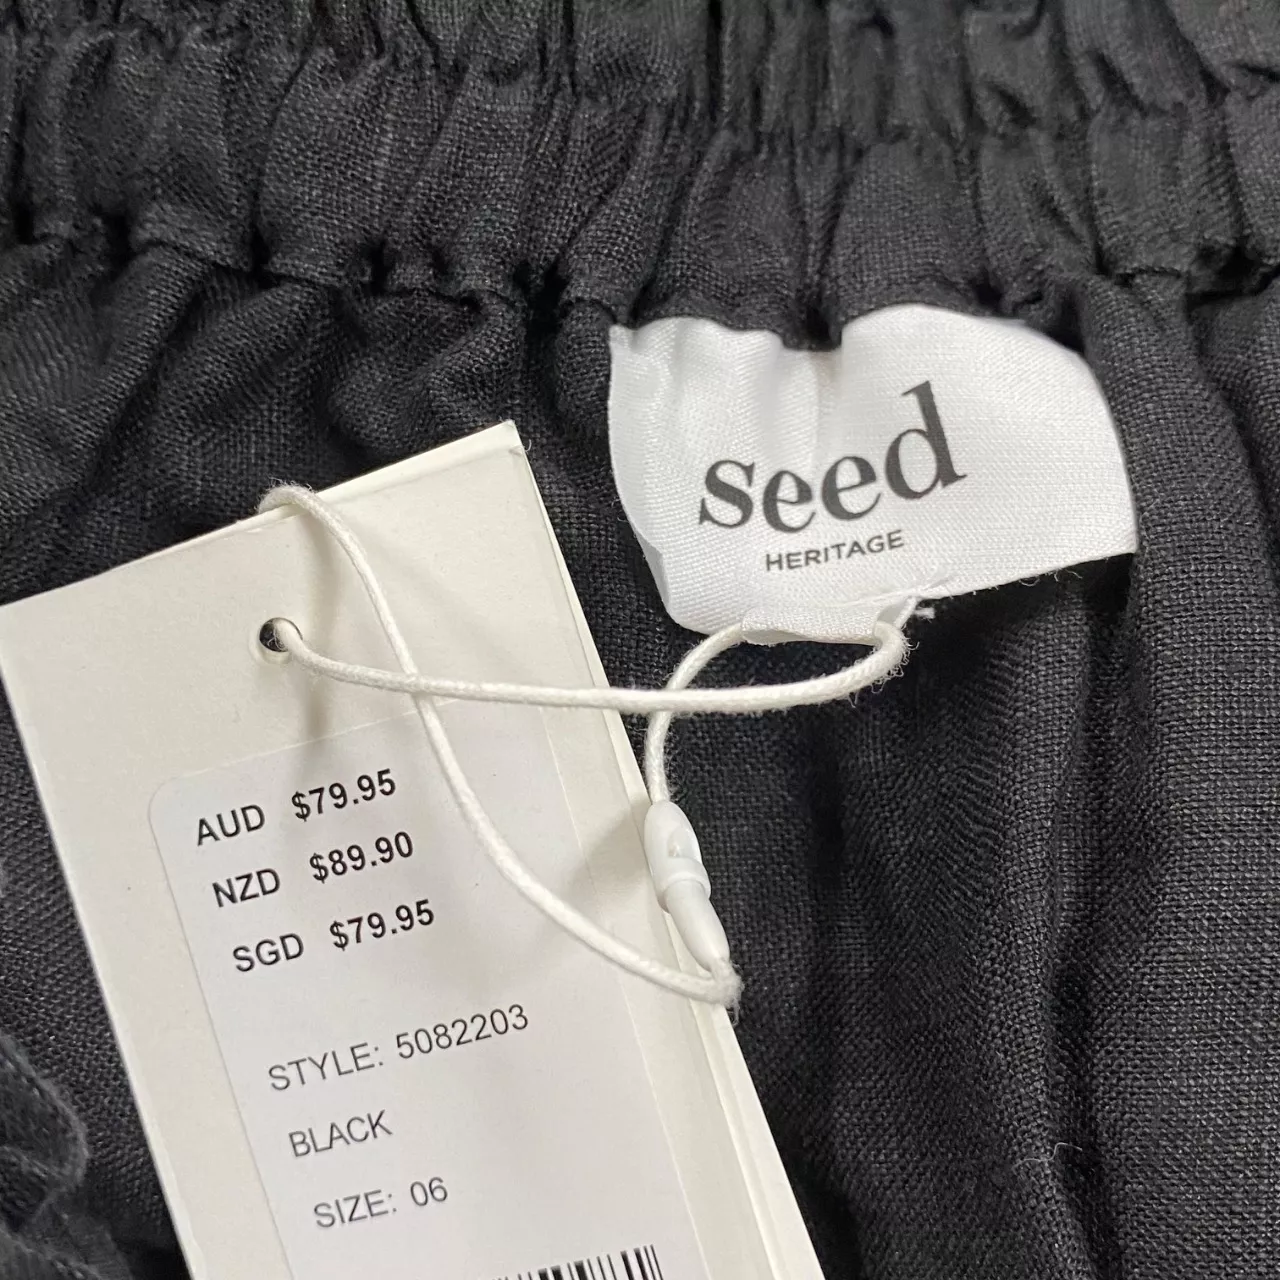 seed
HERITAGE
AUD $79.95
NZD $89.90
SGD $79.95
STYLE: 5082203
BLACK
SIZE: 06